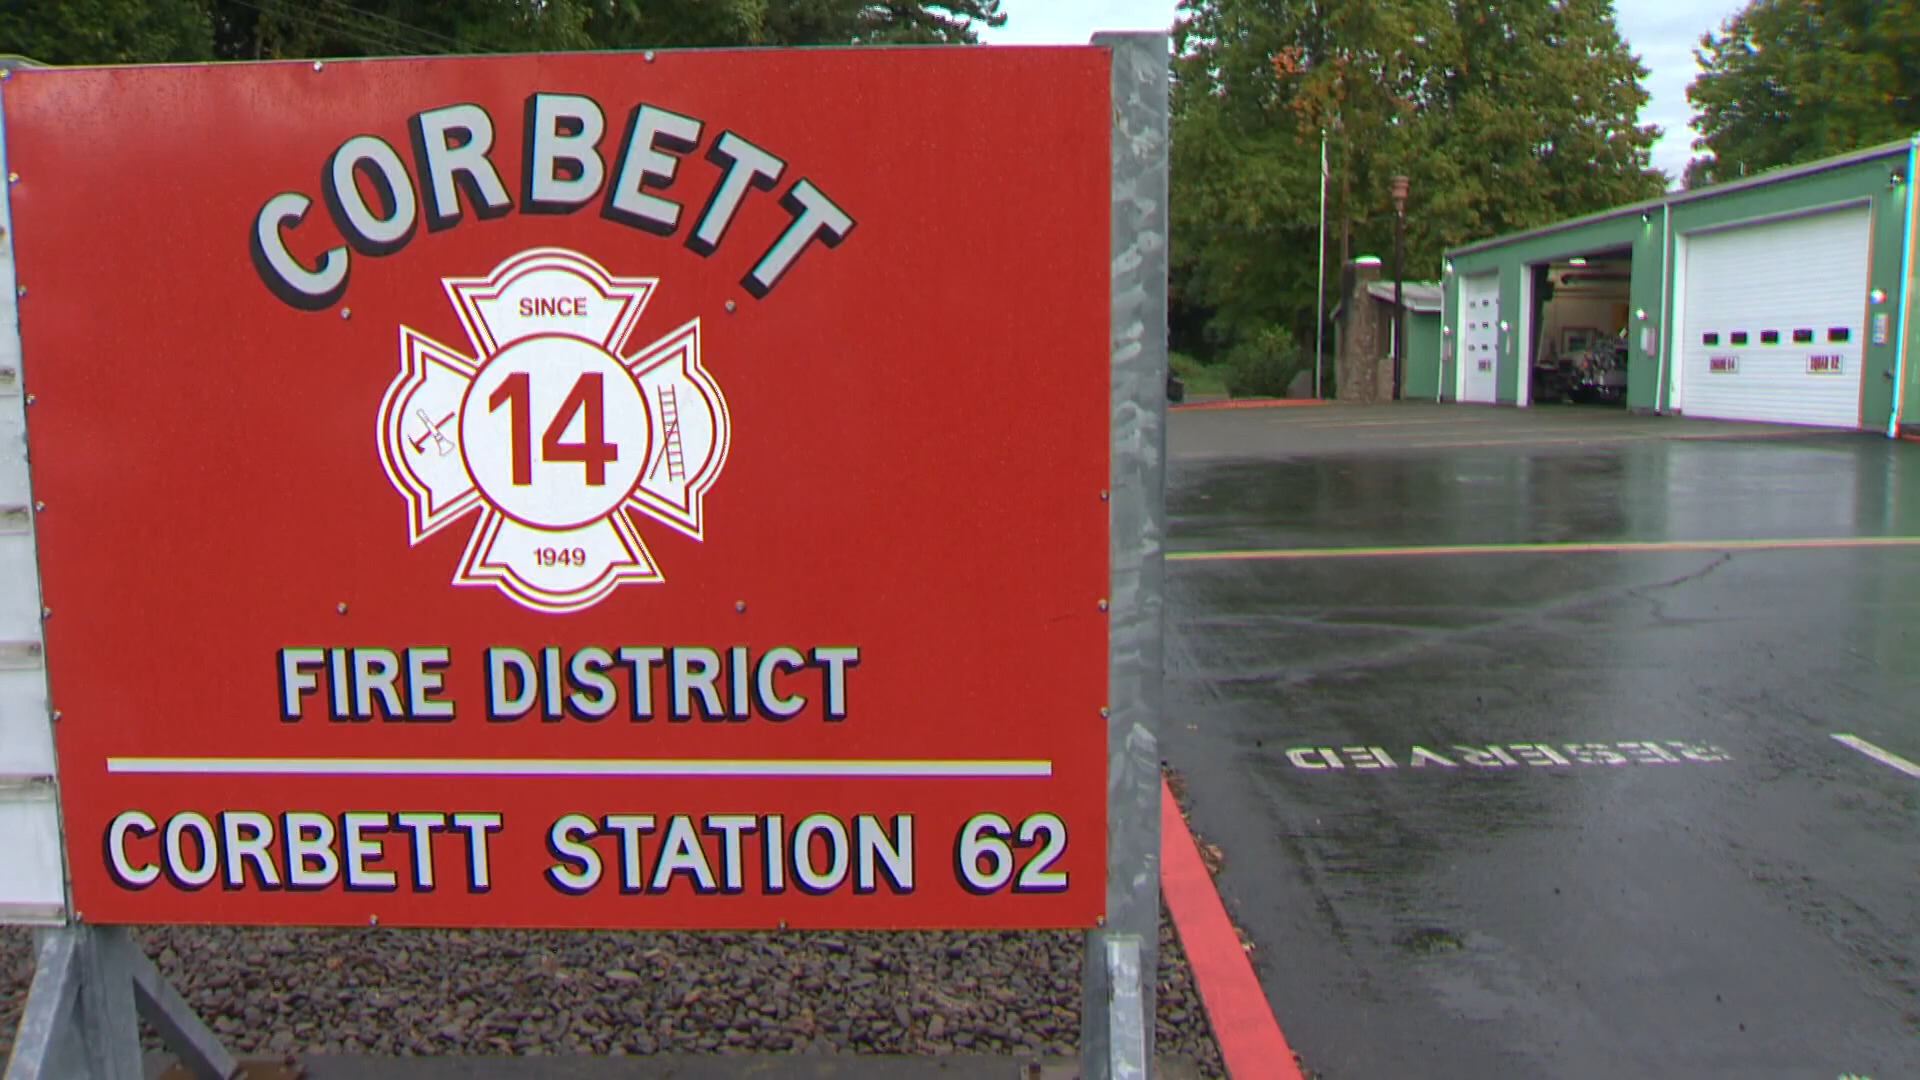 CORBETT
SINCE
14
1949
FIRE DISTRICT
CORBETT STATION 62
RESERVED